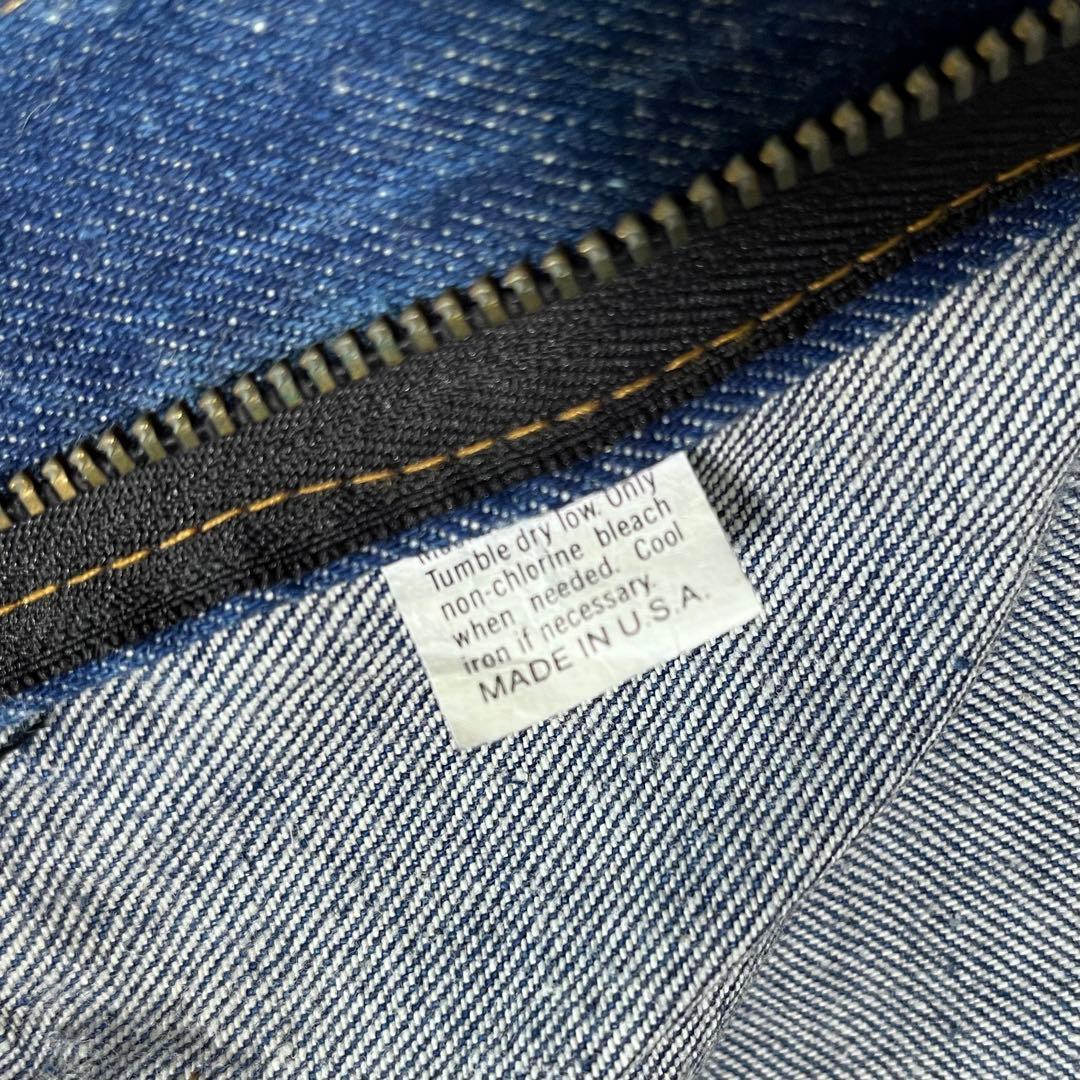 Tumble dry low. Only
non-chlorine bleach
when needed. Cool
iron if necessary.
MADE IN U.S.A.